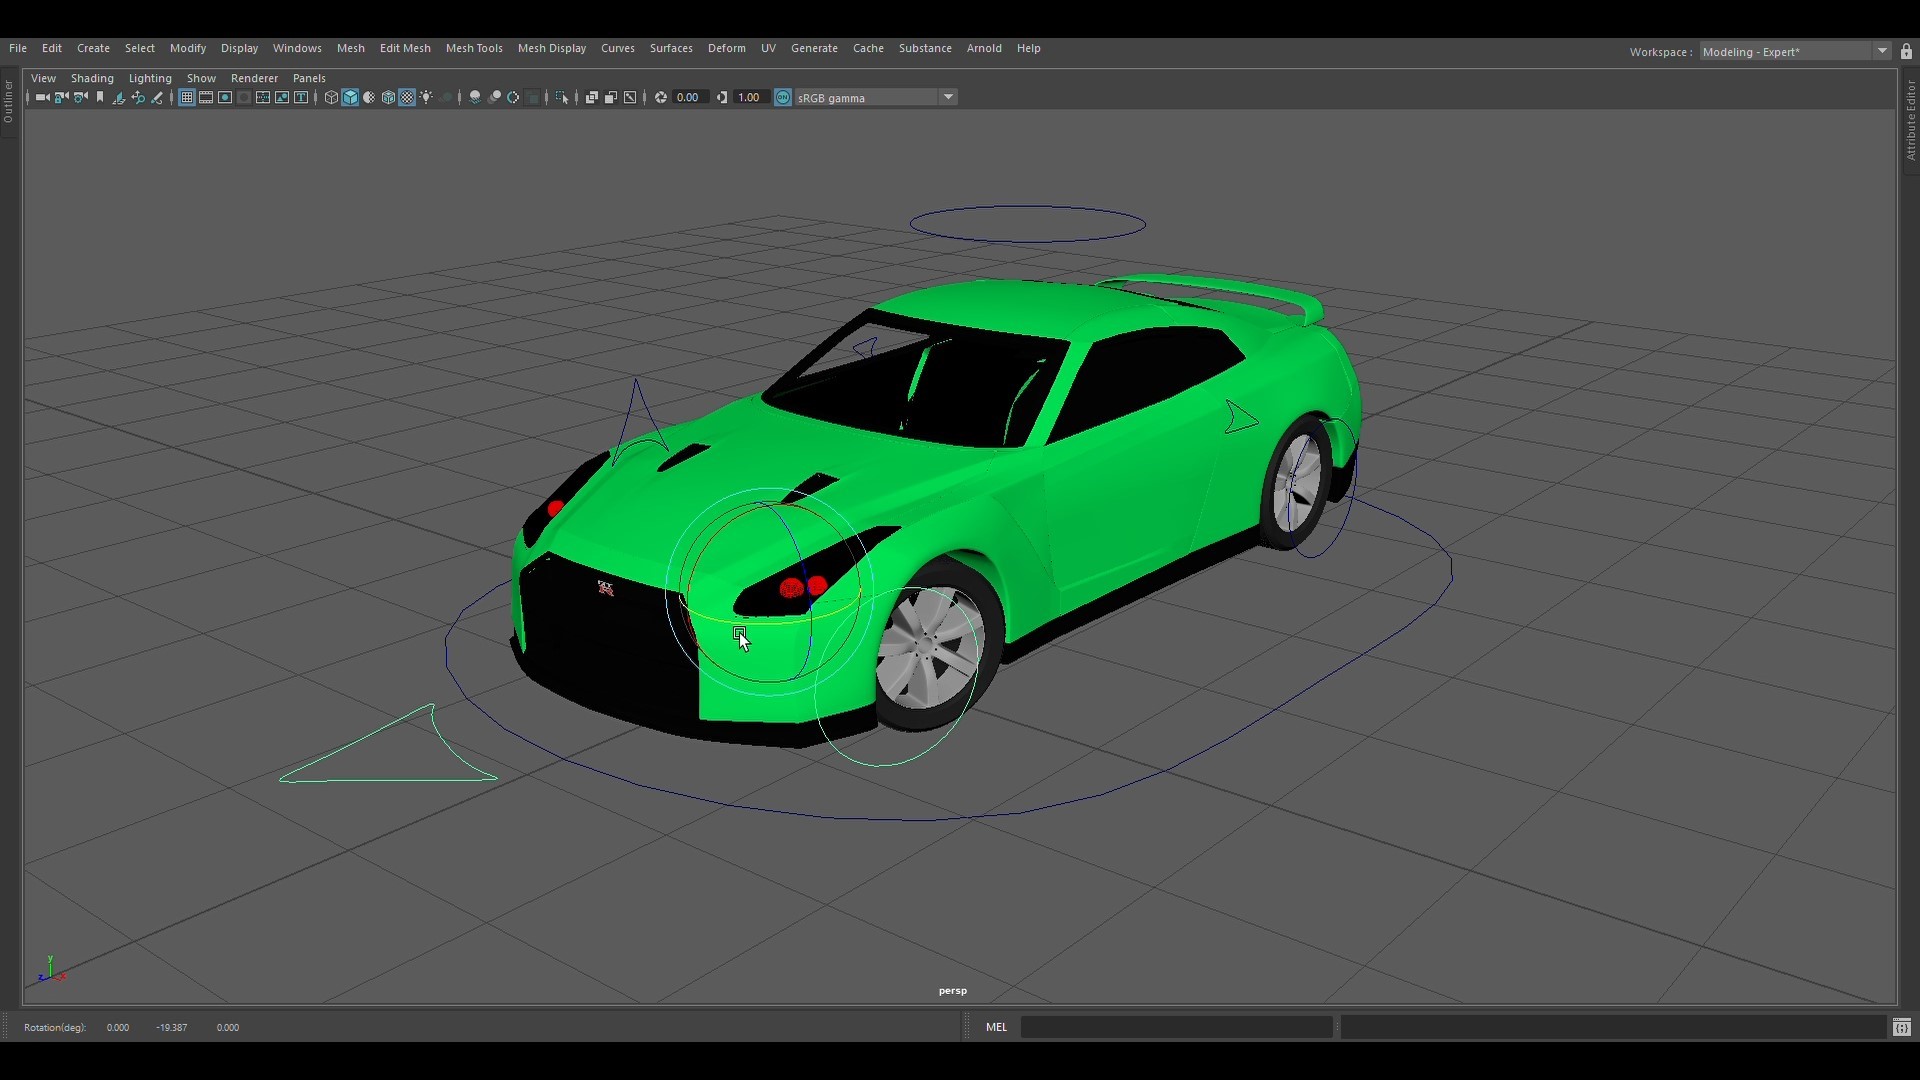 File Edit Create Select Modify Display Windows Mesh Edit Mesh Mesh Tools Mesh Display Curves Surfaces Deform UV Generate Cache Substance Arnold Help
Workspace : Modeling - Expert*
View Shading Lighting Show Renderer Panels
0.00 1.00 ON sRGB gamma
Outliner
Attribute Editor
R
y
z x
persp
Rotation(deg): 0.000 -19.387 0.000
MEL